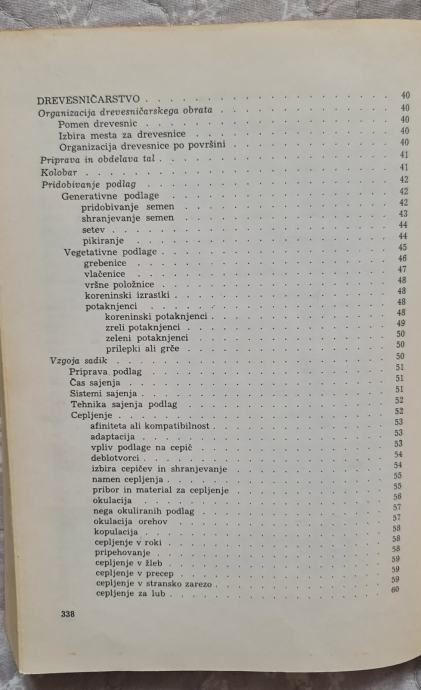 DREVESNIČARSTVO . . . 40
Organizacija drevesničarskega obrata . . . 40
Pomen drevesnic . . . 40
Izbira mesta za drevesnice . . . 40
Organizacija drevesnice po površini . . . 40
Priprava in obdelava tal . . . 41
Kolobar . . . 41
Pridobivanje podlag . . . 42
Generativne podlage . . . 42
pridobivanje semen . . . 42
shranjevanje semen . . . 43
setev . . . 44
pikiranje . . . 44
Vegetativne podlage . . . 45
grebenice . . . 46
vlačenice . . . 47
vršne položnice . . . 48
koreninski izrastki . . . 48
potaknjenci . . . 48
koreninski potaknjenci . . . 48
zreli potaknjenci . . . 49
zeleni potaknjenci . . . 50
prilepki ali grče . . . 50
Vzgoja sadik . . . 50
Priprava podlag . . . 51
Čas sajenja . . . 51
Sistemi sajenja . . . 51
Tehnika sajenja podlag . . . 52
Cepljenje . . . 52
afiniteta ali kompatibilnost . . . 53
adaptacija . . . 53
vpliv podlage na cepič . . . 53
deblotvorci . . . 54
izbira cepičev in shranjevanje . . . 54
namen cepljenja . . . 55
pribor in material za cepljenje . . . 55
okulacija . . . 56
nega okuliranih podlag . . . 57
okulacija orehov . . . 57
kopulacija . . . 58
cepljenje v roki . . . 58
pripehovanje . . . 58
cepljenje v žleb . . . 59
cepljenje v precep . . . 59
cepljenje v stransko zarezo . . . 59
cepljenje za lub . . . 60
338